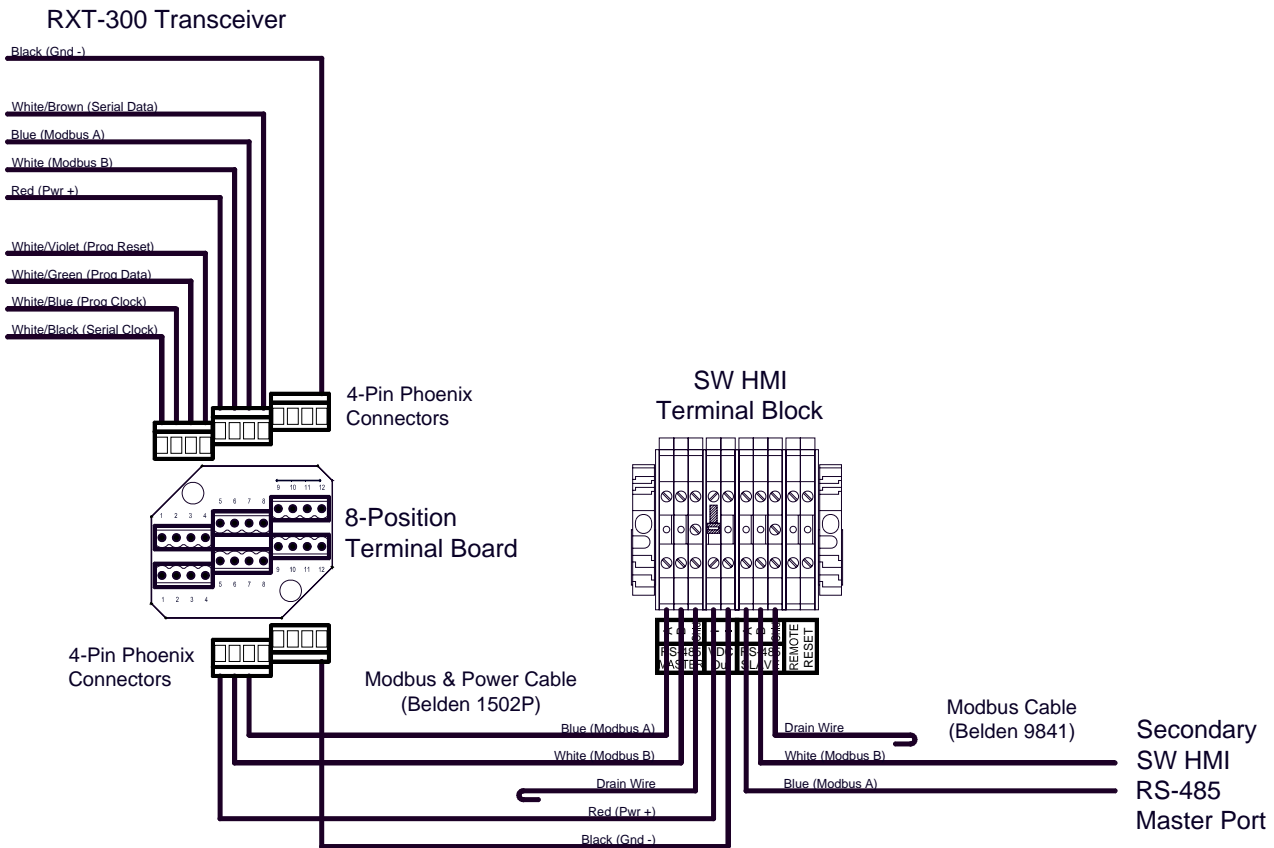 RXT-300 Transceiver
Black (Gnd -)
White/Brown (Serial Data)
Blue (Modbus A)
White (Modbus B)
Red (Pwr +)
White/Violet (Prog Reset)
White/Green (Prog Data)
White/Blue (Prog Clock)
White/Black (Serial Clock)
4-Pin Phoenix
Connectors
SW HMI
Terminal Block
9 10 11 12
5 6 7 8
1 2 3 4
8-Position
Terminal Board
9 10 11 12
5 6 7 8
1 2 3 4
A B
A B
RS-485
MASTER
VDC
Out
REMOTE
RESET
4-Pin Phoenix
Connectors
Modbus & Power Cable
(Belden 1502P)
Blue (Modbus A)
White (Modbus B)
Drain Wire
Red (Pwr +)
Black (Gnd -)
Drain Wire
White (Modbus B)
Blue (Modbus A)
Modbus Cable
(Belden 9841)
Secondary
SW HMI
RS-485
Master Port